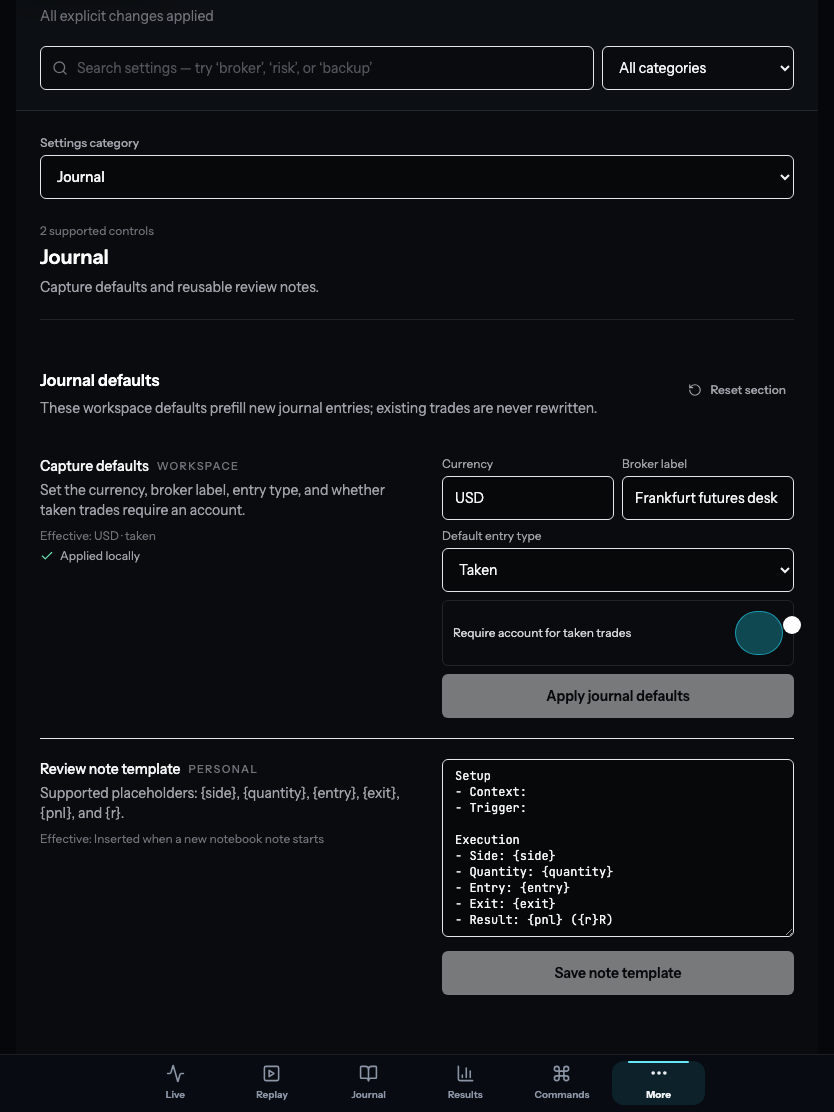 All explicit changes applied
Search settings — try ‘broker’, ‘risk’, or ‘backup’
All categories
Settings category
Journal
2 supported controls
Journal
Capture defaults and reusable review notes.
Journal defaults
Reset section
These workspace defaults prefill new journal entries; existing trades are never rewritten.
Capture defaults WORKSPACE
Set the currency, broker label, entry type, and whether
taken trades require an account.
Effective: USD · taken
Applied locally
Currency
Broker label
USD
Frankfurt futures desk
Default entry type
Taken
Require account for taken trades
Apply journal defaults
Review note template PERSONAL
Supported placeholders: {side}, {quantity}, {entry}, {exit},
{pnl}, and {r}.
Effective: Inserted when a new notebook note starts
Setup
- Context:
- Trigger:
Execution
- Side: {side}
- Quantity: {quantity}
- Entry: {entry}
- Exit: {exit}
- Result: {pnl} ({r}R)
Save note template
Live
Replay
Journal
Results
Commands
More